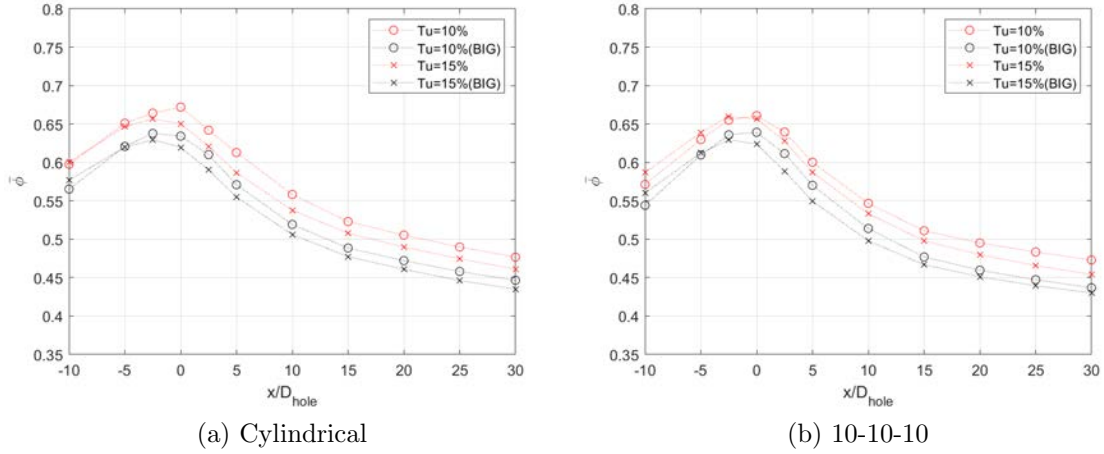 0.8
0.75
0.7
0.65
0.6
0.55
0.5
0.45
0.4
0.35
ϕ̄
-10 -5 0 5 10 15 20 25 30
x/D_hole
Tu=10%
Tu=10%(BIG)
Tu=15%
Tu=15%(BIG)
(a) Cylindrical
0.8
0.75
0.7
0.65
0.6
0.55
0.5
0.45
0.4
0.35
ϕ̄
-10 -5 0 5 10 15 20 25 30
x/D_hole
Tu=10%
Tu=10%(BIG)
Tu=15%
Tu=15%(BIG)
(b) 10-10-10